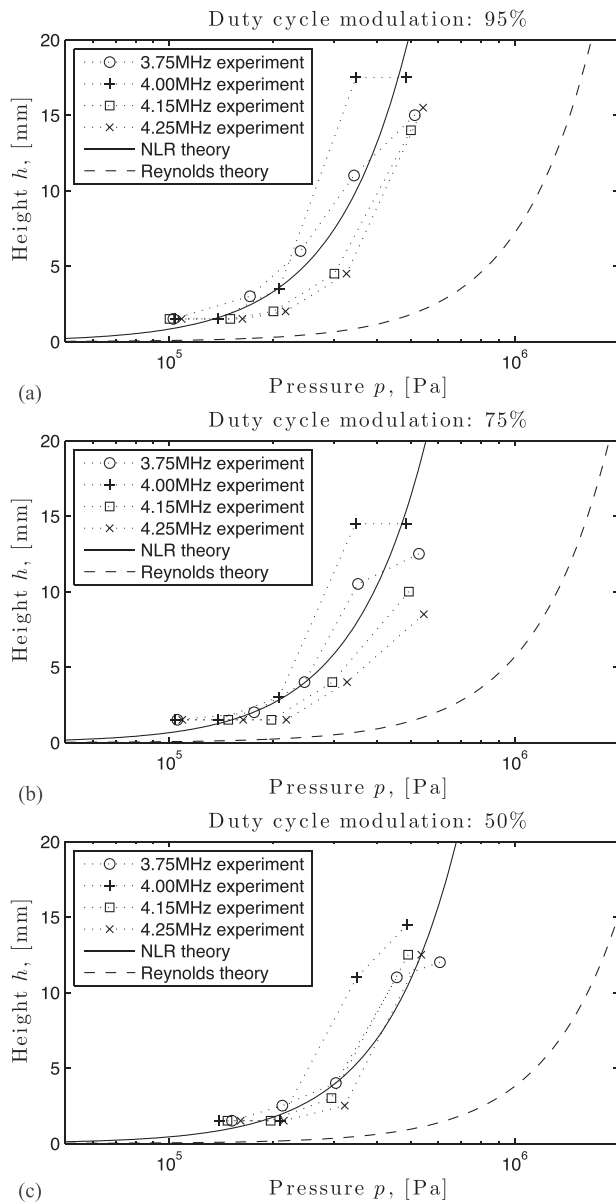 Duty cycle modulation: 95%
20
15
10
5
0
Height h, [mm]
3.75MHz experiment
4.00MHz experiment
4.15MHz experiment
4.25MHz experiment
NLR theory
Reynolds theory
10^5
10^6
Pressure p, [Pa]
(a)
Duty cycle modulation: 75%
20
15
10
5
0
Height h, [mm]
3.75MHz experiment
4.00MHz experiment
4.15MHz experiment
4.25MHz experiment
NLR theory
Reynolds theory
10^5
10^6
Pressure p, [Pa]
(b)
Duty cycle modulation: 50%
20
15
10
5
0
Height h, [mm]
3.75MHz experiment
4.00MHz experiment
4.15MHz experiment
4.25MHz experiment
NLR theory
Reynolds theory
10^5
10^6
Pressure p, [Pa]
(c)